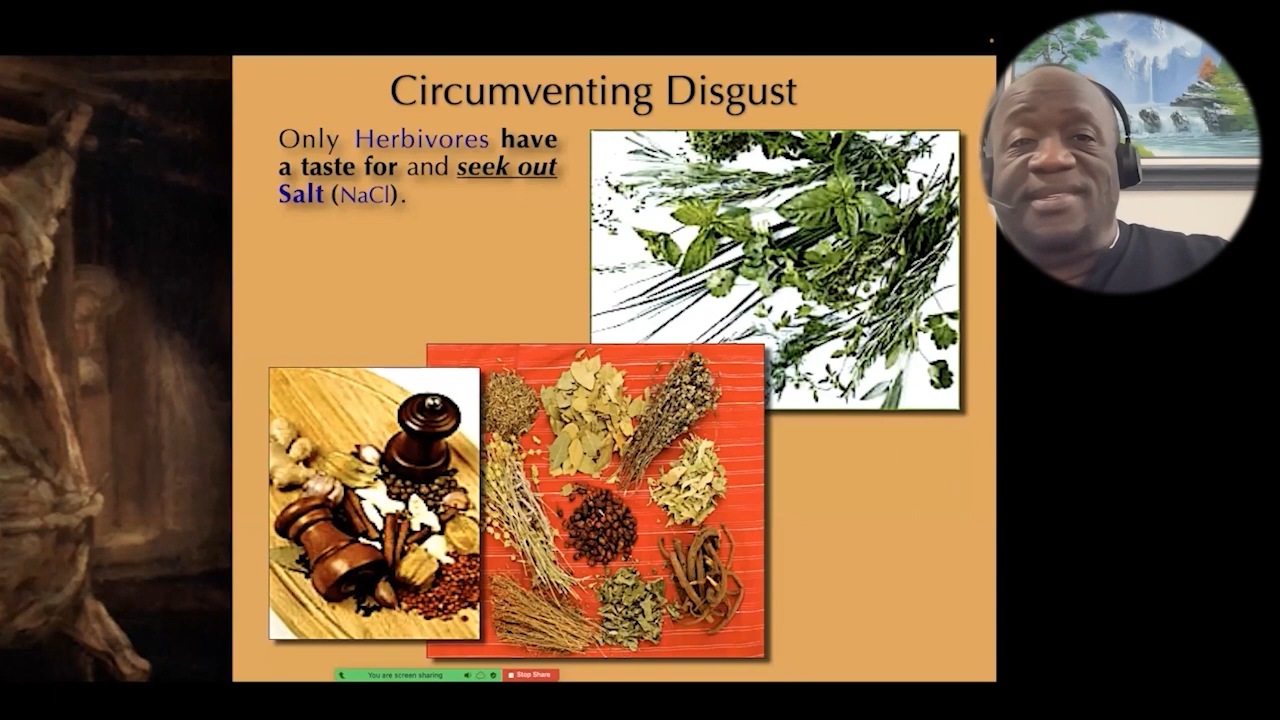 Circumventing Disgust
Only Herbivores have
a taste for and seek out
Salt (NaCl).
You are screen sharing
Stop Share